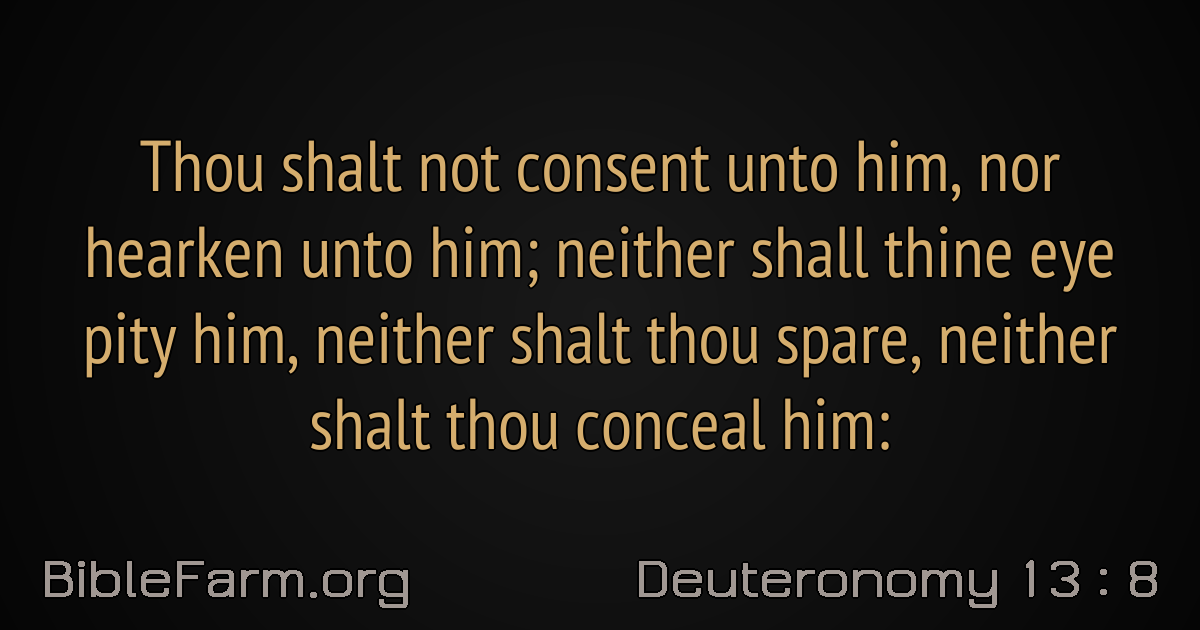 Thou shalt not consent unto him, nor
hearken unto him; neither shall thine eye
pity him, neither shalt thou spare, neither
shalt thou conceal him:
BibleFarm.org
Deuteronomy 13 : 8